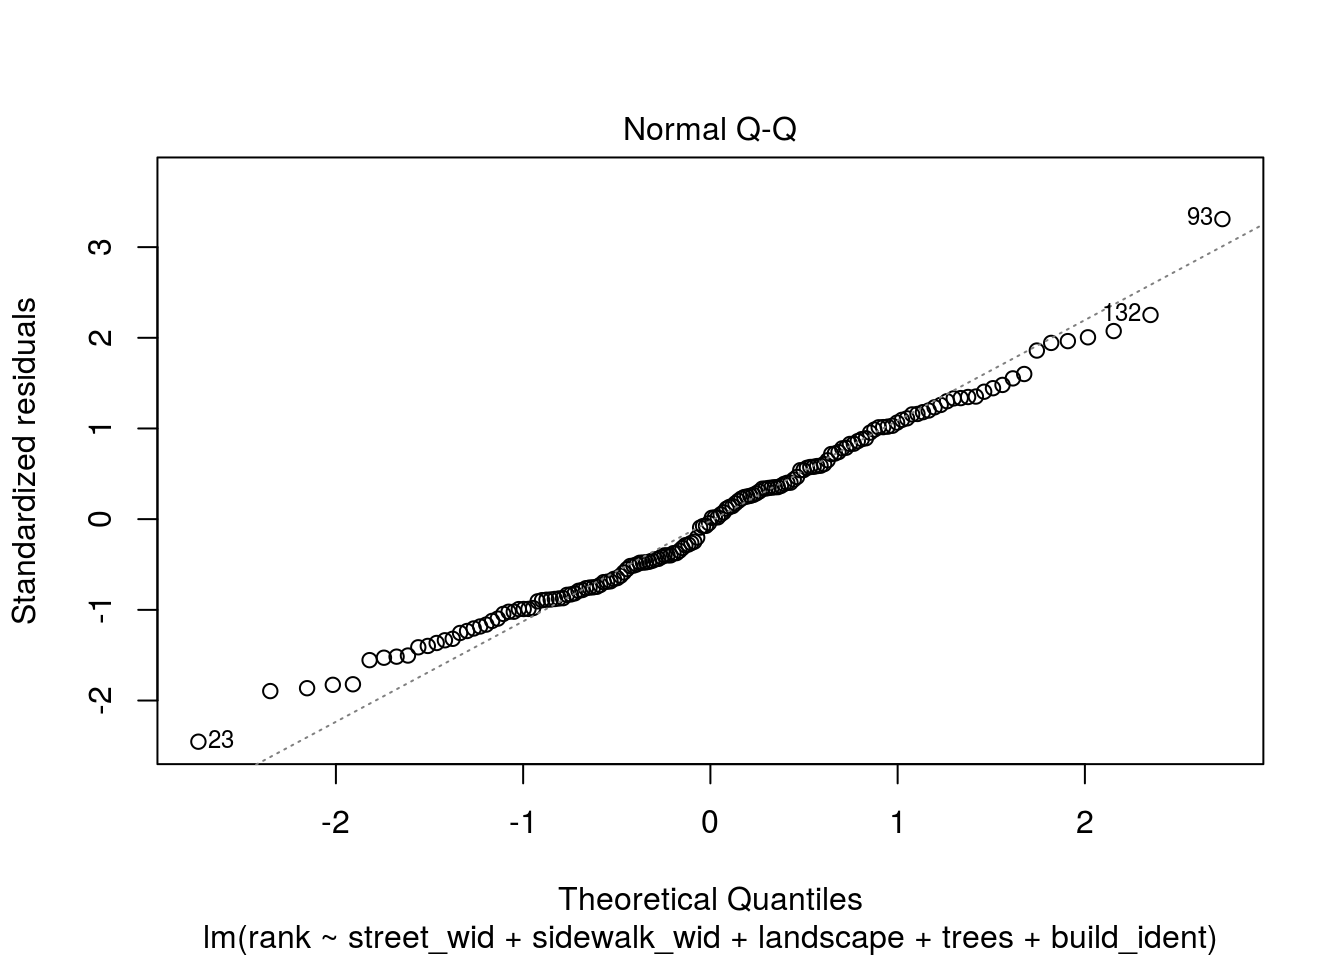 Normal Q-Q
93
3
132
2
1
0
-1
-2
23
Standardized residuals
-2 -1 0 1 2
Theoretical Quantiles
lm(rank ~ street_wid + sidewalk_wid + landscape + trees + build_ident)